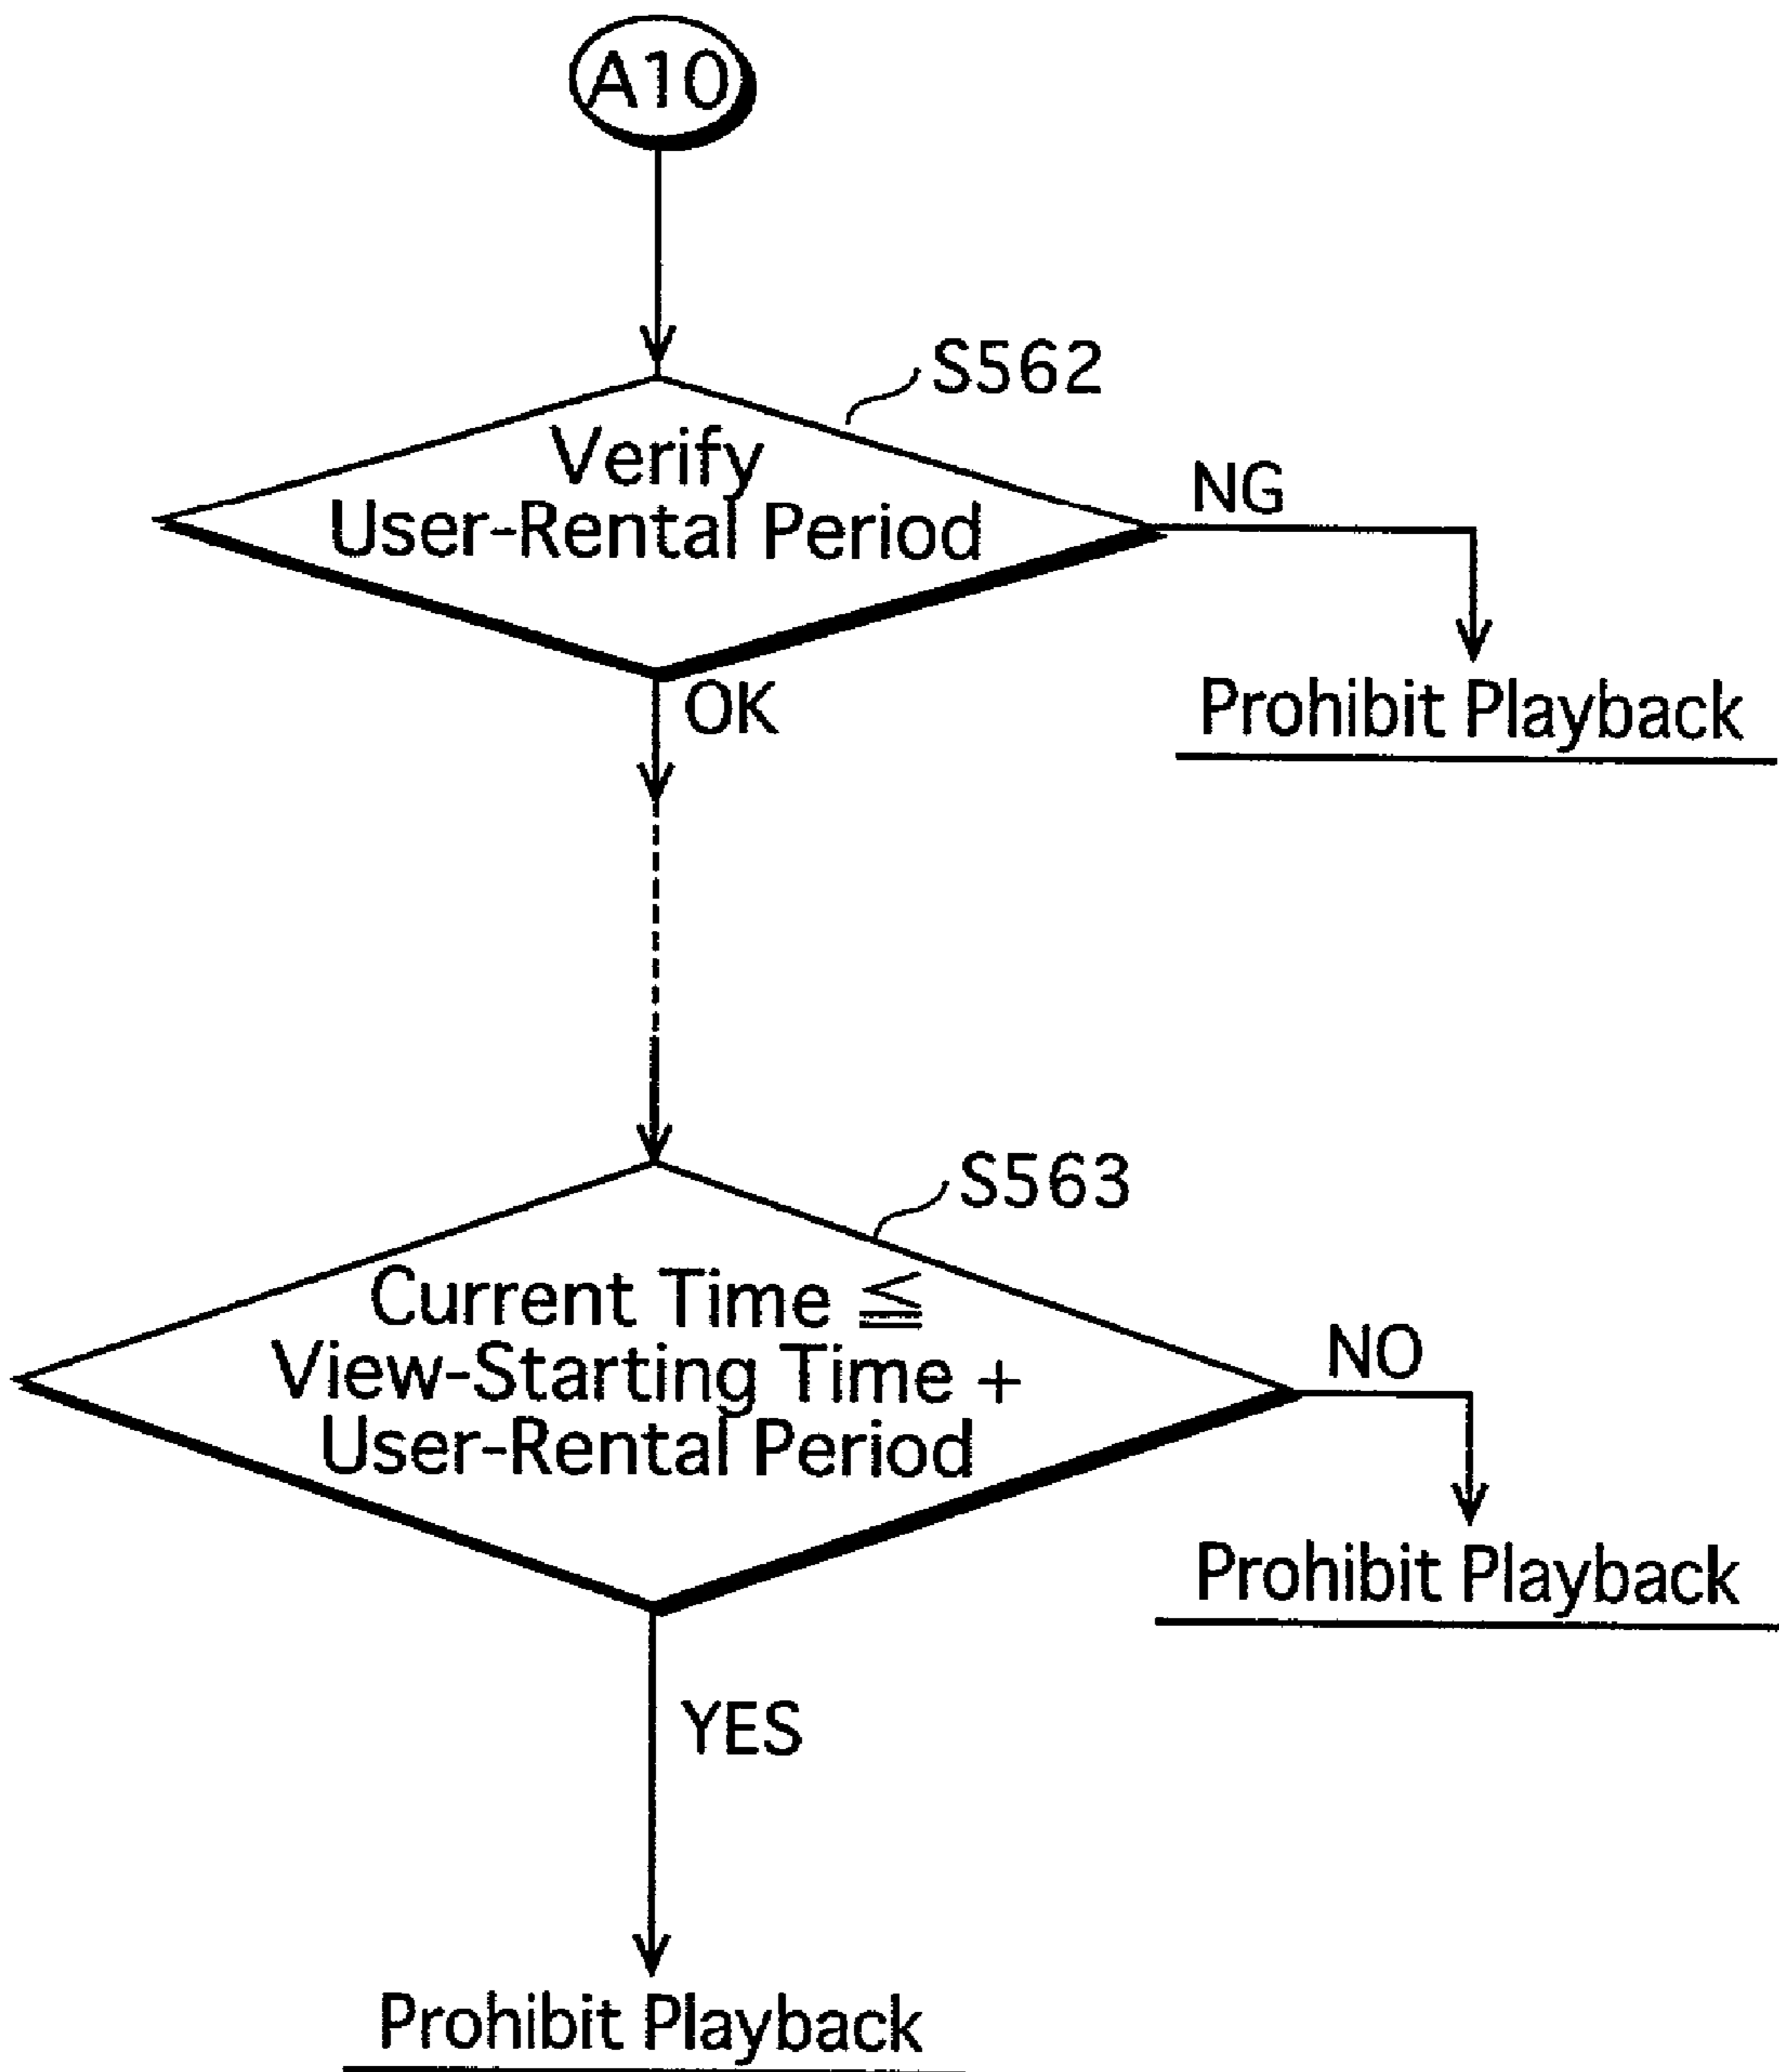 A10
S562
Verify
User-Rental Period
NG
OK
Prohibit Playback
S563
Current Time ≦
View-Starting Time +
User-Rental Period
NO
Prohibit Playback
YES
Prohibit Playback